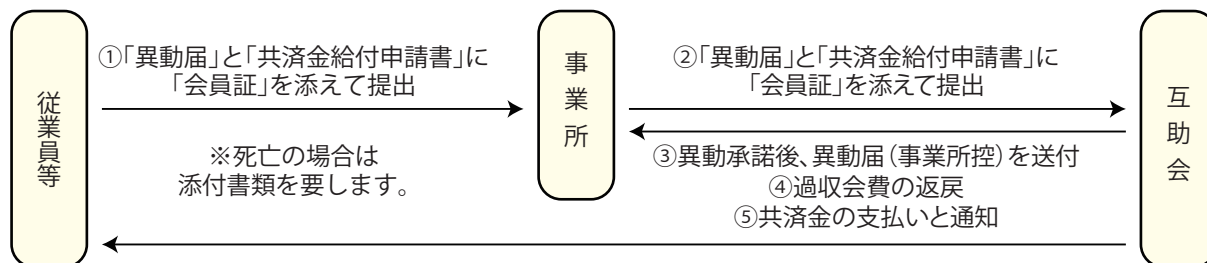 従業員等
①「異動届」と「共済金給付申請書」に
「会員証」を添えて提出
※死亡の場合は
添付書類を要します。
事業所
②「異動届」と「共済金給付申請書」に
「会員証」を添えて提出
③異動承諾後、異動届(事業所控)を送付
④過収会費の返戻
⑤共済金の支払いと通知
互助会